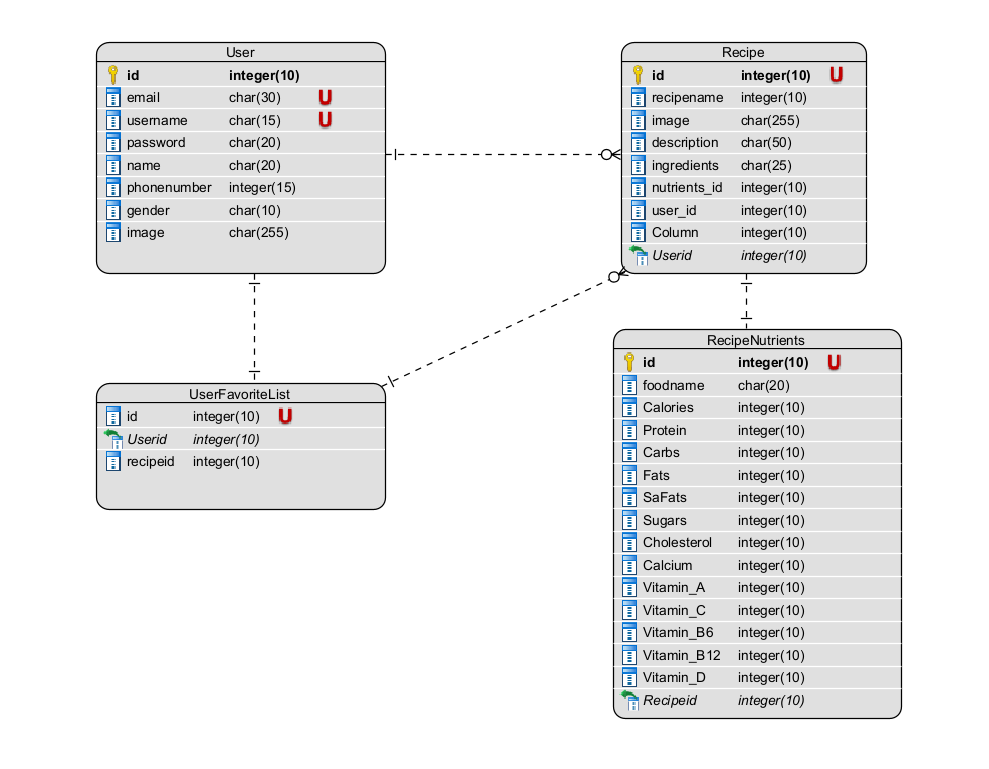 User
id integer(10)
email char(30) U
username char(15) U
password char(20)
name char(20)
phonenumber integer(15)
gender char(10)
image char(255)
Recipe
id integer(10) U
recipename integer(10)
image char(255)
description char(50)
ingredients char(25)
nutrients_id integer(10)
user_id integer(10)
Column integer(10)
Userid integer(10)
UserFavoriteList
id integer(10) U
Userid integer(10)
recipeid integer(10)
RecipeNutrients
id integer(10) U
foodname char(20)
Calories integer(10)
Protein integer(10)
Carbs integer(10)
Fats integer(10)
SaFats integer(10)
Sugars integer(10)
Cholesterol integer(10)
Calcium integer(10)
Vitamin_A integer(10)
Vitamin_C integer(10)
Vitamin_B6 integer(10)
Vitamin_B12 integer(10)
Vitamin_D integer(10)
Recipeid integer(10)